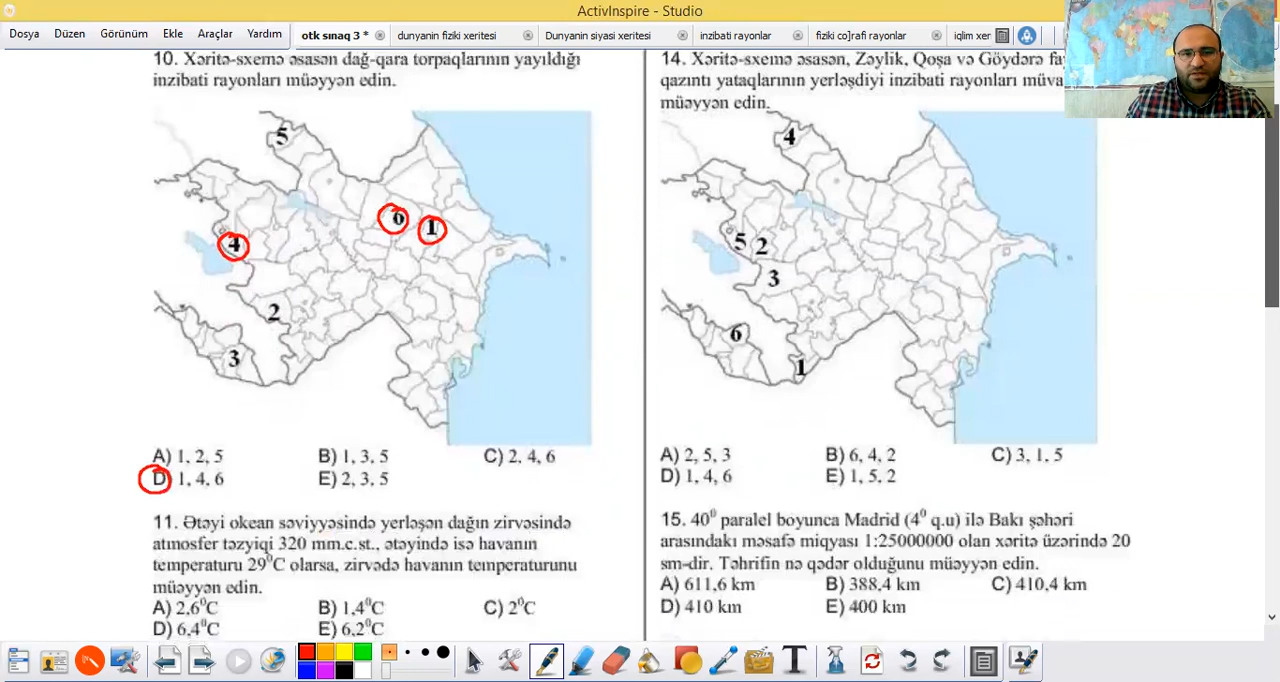 ActivInspire - Studio
Dosya Düzen Görünüm Ekle Araçlar Yardım
otk sınaq 3 *
dunyanin fiziki xeritesi
Dunyanin siyasi xeritesi
inzibati rayonlar
fiziki co]rafi rayonlar
iqlim xer
10. Xəritə-sxemə əsasən dağ-qara torpaqlarının yayıldığı
inzibati rayonları müəyyən edin.
5
6
1
4
2
3
A) 1, 2, 5 B) 1, 3, 5 C) 2, 4, 6
D) 1, 4, 6 E) 2, 3, 5
11. Ətəyi okean səviyyəsində yerləşən dağın zirvəsində
atmosfer təzyiqi 320 mm.c.st., ətəyində isə havanın
temperaturu 29⁰C olarsa, zirvədə havanın temperaturunu
müəyyən edin.
A) 2,6⁰C B) 1,4⁰C C) 2⁰C
D) 6,4⁰C E) 6,2⁰C
14. Xəritə-sxemə əsasən, Zəylik, Qoşa və Göydərə
qazıntı yataqlarının yerləşdiyi inzibati rayonları
müəyyən edin.
4
5 2
3
6
1
A) 2, 5, 3 B) 6, 4, 2 C) 3, 1, 5
D) 1, 4, 6 E) 1, 5, 2
15. 40⁰ paralel boyunca Madrid (4⁰ q.u) ilə Bakı şəhəri
arasındakı məsafə miqyası 1:25000000 olan xəritə üzərində 20
sm-dir. Təhrifin nə qədər olduğunu müəyyən edin.
A) 611,6 km B) 388,4 km C) 410,4 km
D) 410 km E) 400 km